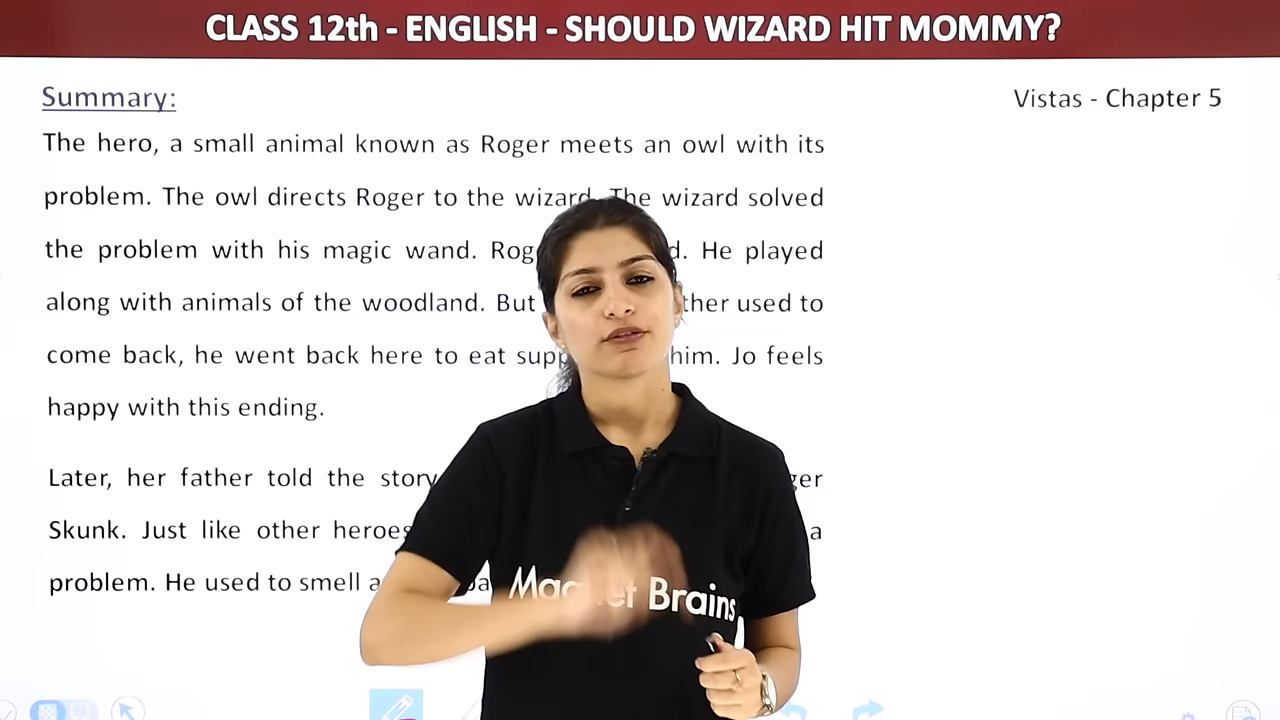 CLASS 12th - ENGLISH - SHOULD WIZARD HIT MOMMY?
Summary:
Vistas - Chapter 5
The hero, a small animal known as Roger meets an owl with its
problem. The owl directs Roger to the wizard. The wizard solved
the problem with his magic wand. He played
along with animals of the woodland. But used to
come back, he went back here to eat him. Jo feels
happy with this ending.
Later, her father told the story
Skunk. Just like other heroes a
problem. He used to smell
Magnet Brains